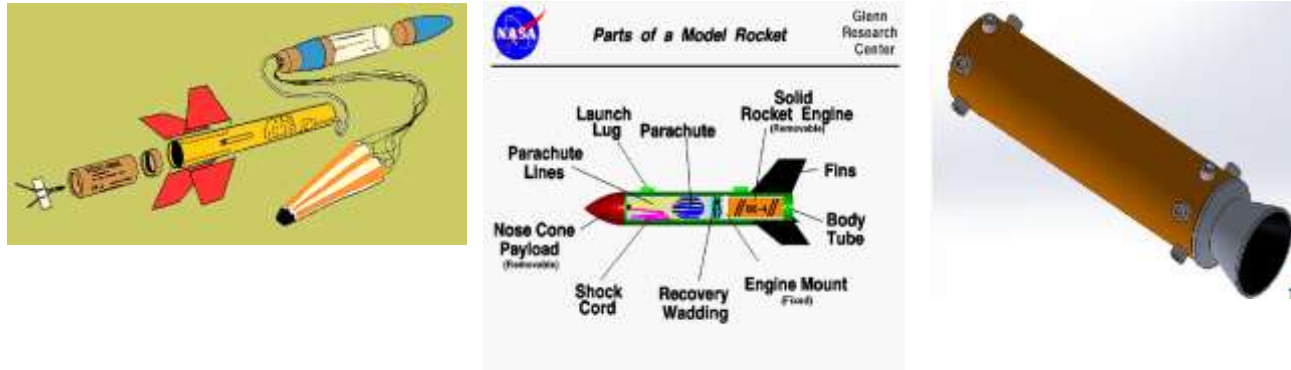 NASA
Parts of a Model Rocket
Glenn
Research
Center
Launch
Lug
Parachute
Solid
Rocket Engine
(Removable)
Parachute
Lines
Fins
Nose Cone
Payload
(Removable)
Body
Tube
Shock
Cord
Recovery
Wadding
Engine Mount
(Fixed)